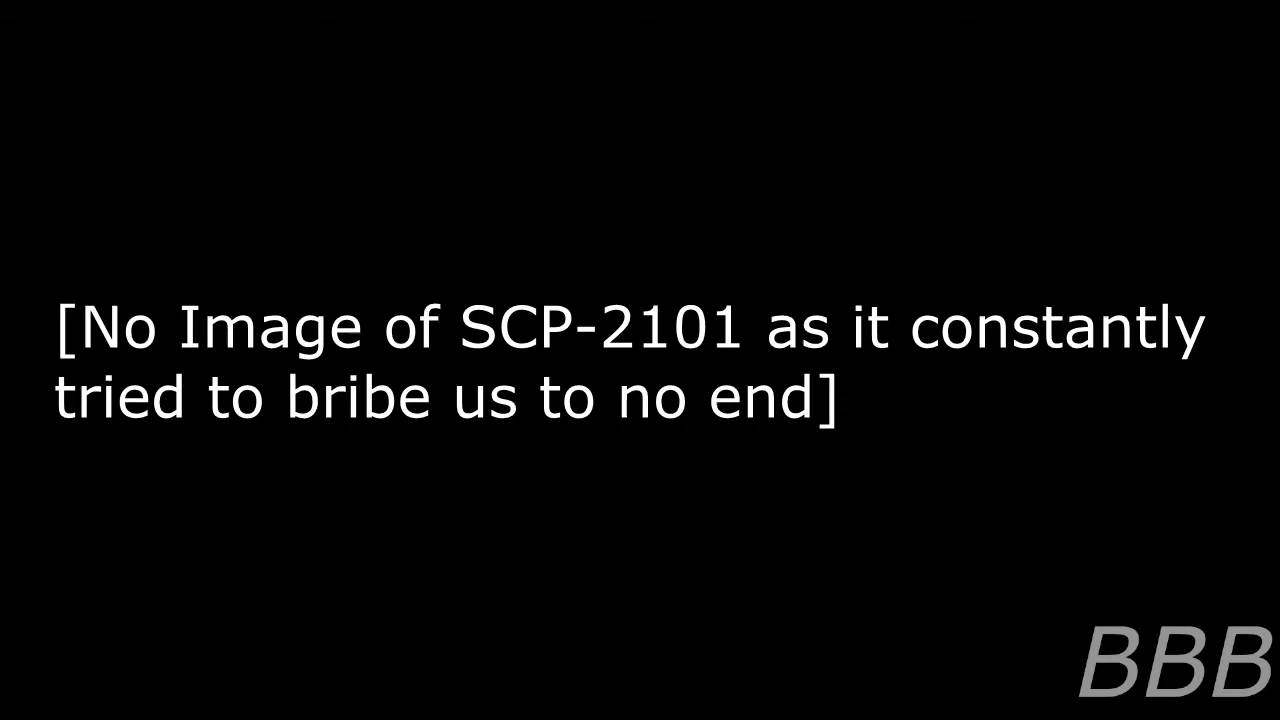 [No Image of SCP-2101 as it constantly
tried to bribe us to no end]
BBB